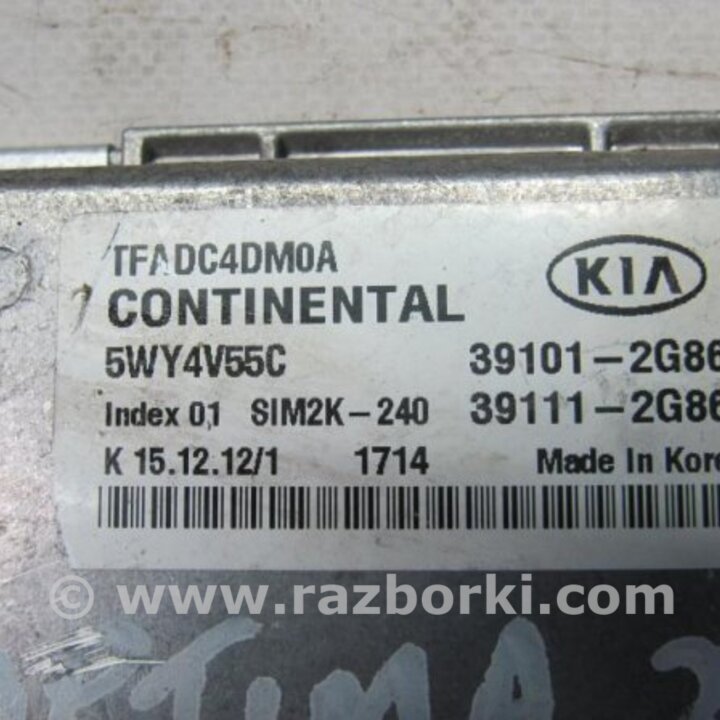 TFADC4DM0A
CONTINENTAL
KIA
5WY4V55C 39101-2G86
Index 01 SIM2K-240 39111-2G86
K 15.12.12/1 1714 Made In Kore
© www.razborki.com
OPTIMA